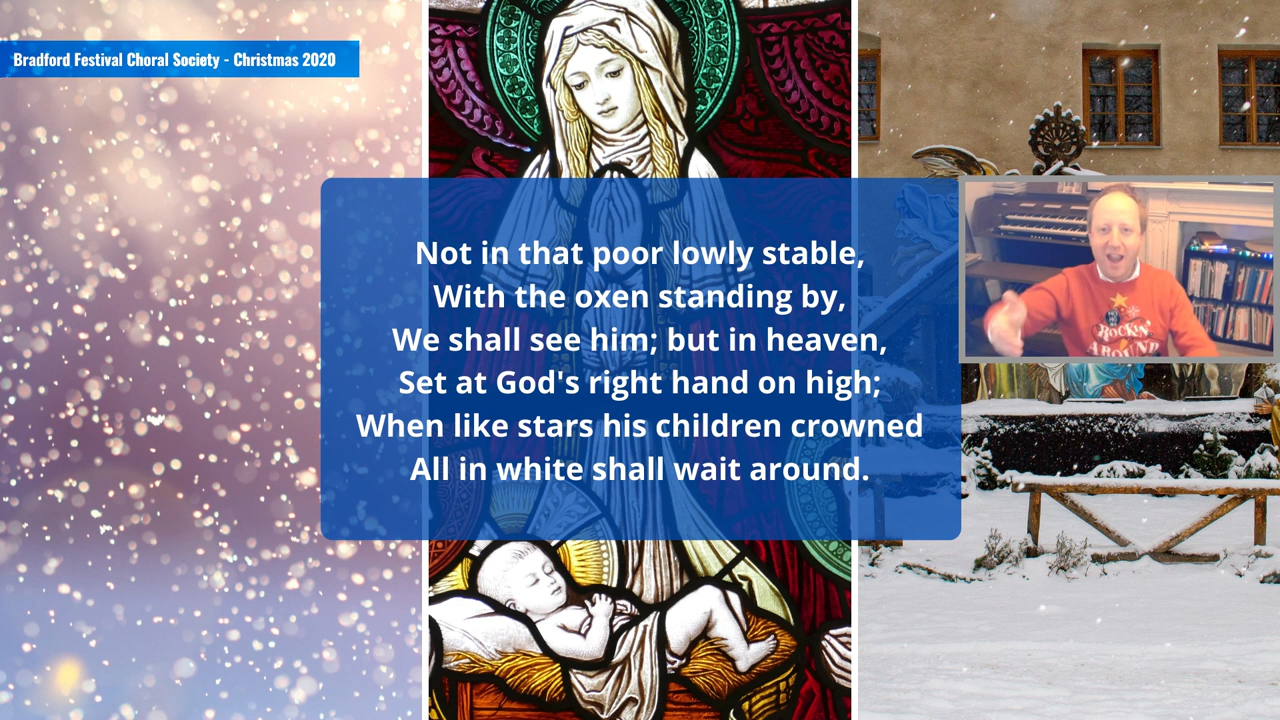 Bradford Festival Choral Society - Christmas 2020
Not in that poor lowly stable,
With the oxen standing by,
We shall see him; but in heaven,
Set at God's right hand on high;
When like stars his children crowned
All in white shall wait around.
ROCKIN'
AROUND